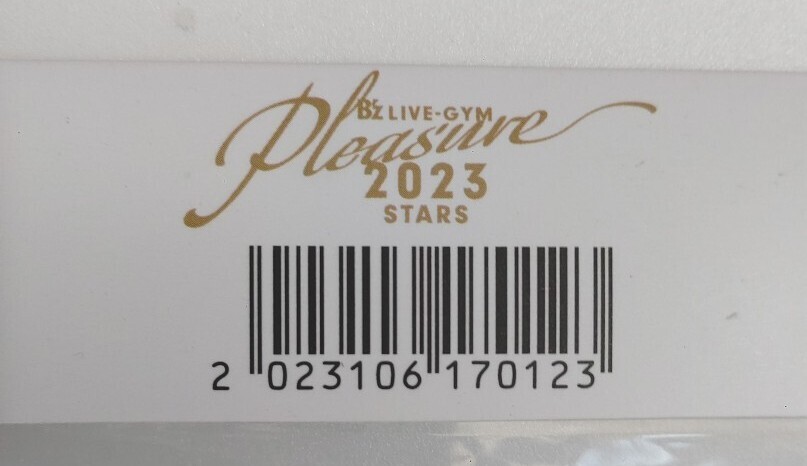 B'z LIVE-GYM
Pleasure
2023
STARS
2 023106 170123